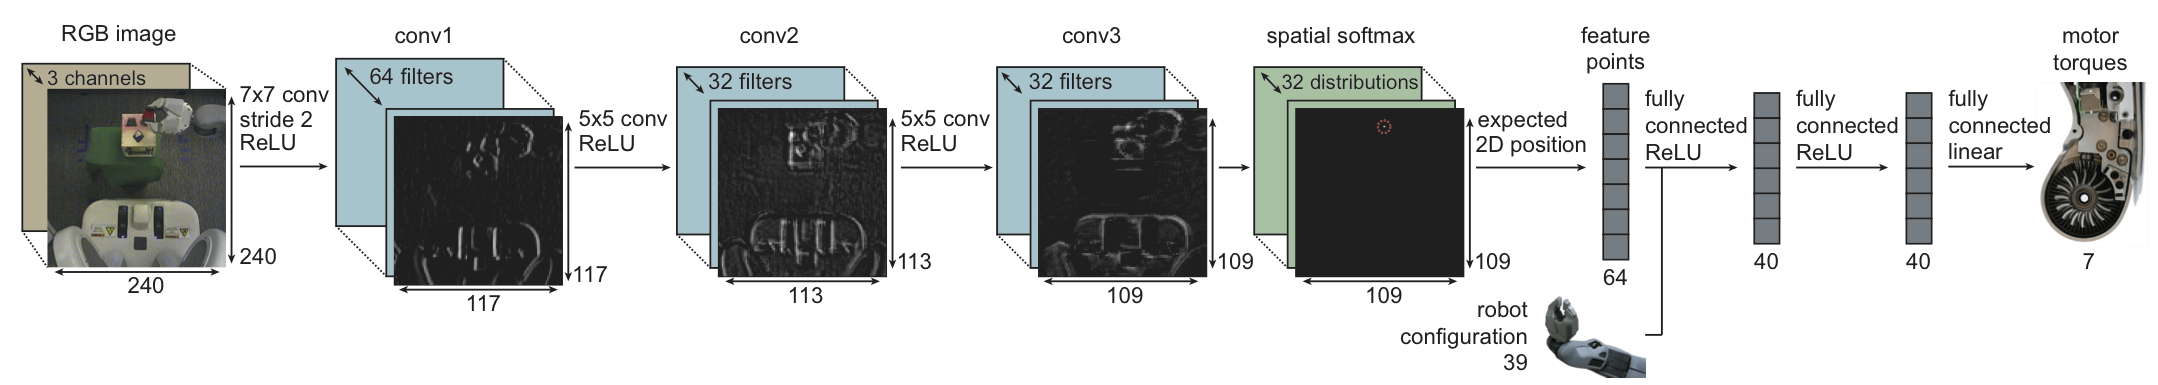 RGB image
3 channels
240
240
7x7 conv
stride 2
ReLU
conv1
64 filters
117
117
5x5 conv
ReLU
conv2
32 filters
113
113
5x5 conv
ReLU
conv3
32 filters
109
109
spatial softmax
32 distributions
109
109
expected
2D position
feature
points
64
robot
configuration
39
fully
connected
ReLU
40
fully
connected
ReLU
40
fully
connected
linear
motor
torques
7